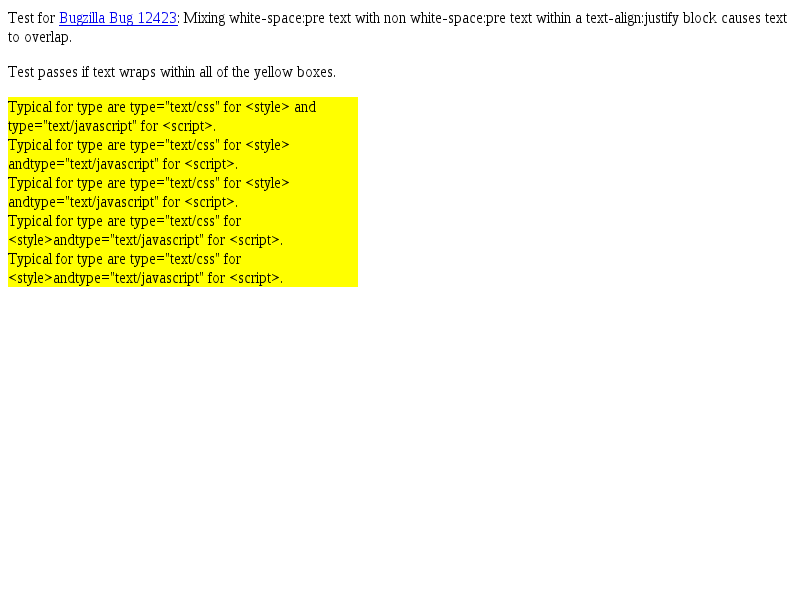 Test for Bugzilla Bug 12423: Mixing white-space:pre text with non white-space:pre text within a text-align:justify block causes text
to overlap.
Test passes if text wraps within all of the yellow boxes.
Typical for type are type="text/css" for <style> and
type="text/javascript" for <script>.
Typical for type are type="text/css" for <style>
andtype="text/javascript" for <script>.
Typical for type are type="text/css" for <style>
andtype="text/javascript" for <script>.
Typical for type are type="text/css" for
<style>andtype="text/javascript" for <script>.
Typical for type are type="text/css" for
<style>andtype="text/javascript" for <script>.